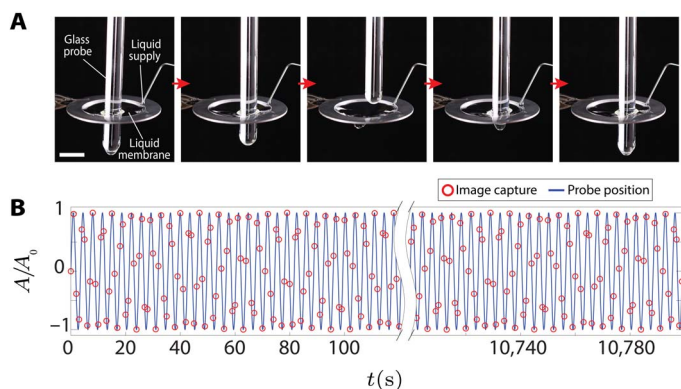 A
Glass
probe
Liquid
supply
Liquid
membrane
Image capture
Probe position
B
A/A₀
1
0
−1
0
20
40
60
80
100
10,740
10,780
t(s)